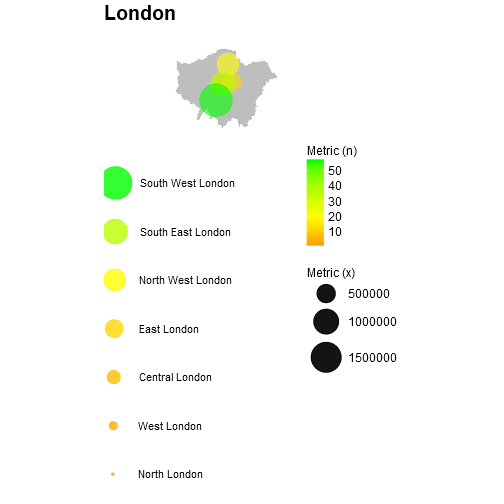 London
South West London
South East London
North West London
East London
Central London
West London
North London
Metric (n)
50
40
30
20
10
Metric (x)
500000
1000000
1500000